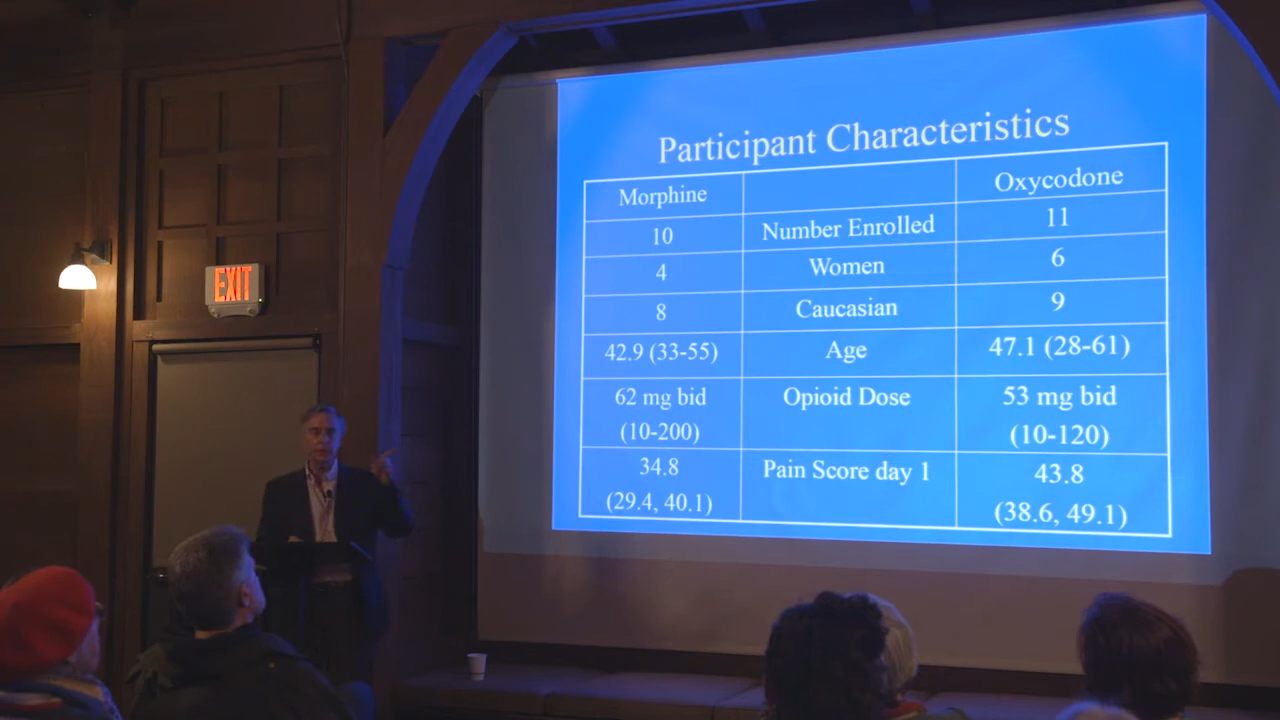 EXIT
Participant Characteristics
Morphine Oxycodone
10 Number Enrolled 11
4 Women 6
8 Caucasian 9
42.9 (33-55) Age 47.1 (28-61)
62 mg bid Opioid Dose 53 mg bid
(10-200) (10-120)
34.8 Pain Score day 1 43.8
(29.4, 40.1) (38.6, 49.1)